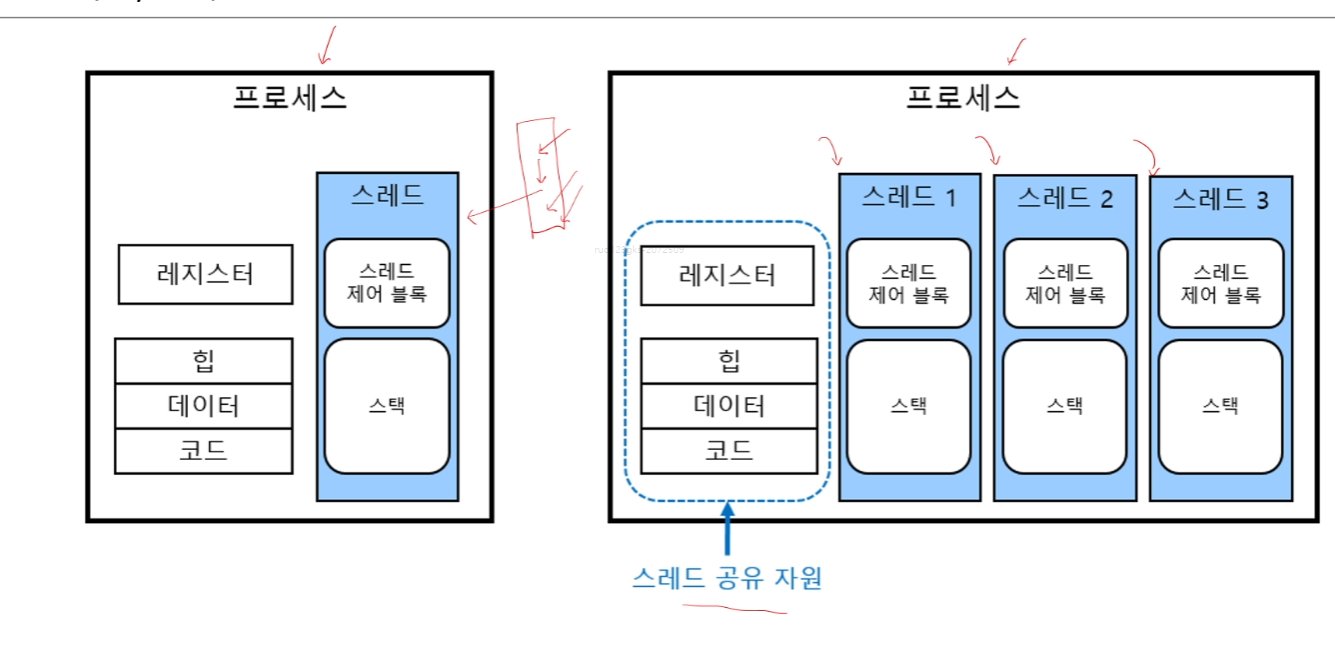 프로세스
스레드
레지스터
스레드
제어 블록
힙
데이터
코드
스택
프로세스
스레드 1
스레드 2
스레드 3
레지스터
스레드
제어 블록
스레드
제어 블록
스레드
제어 블록
힙
데이터
코드
스택
스택
스택
스레드 공유 자원